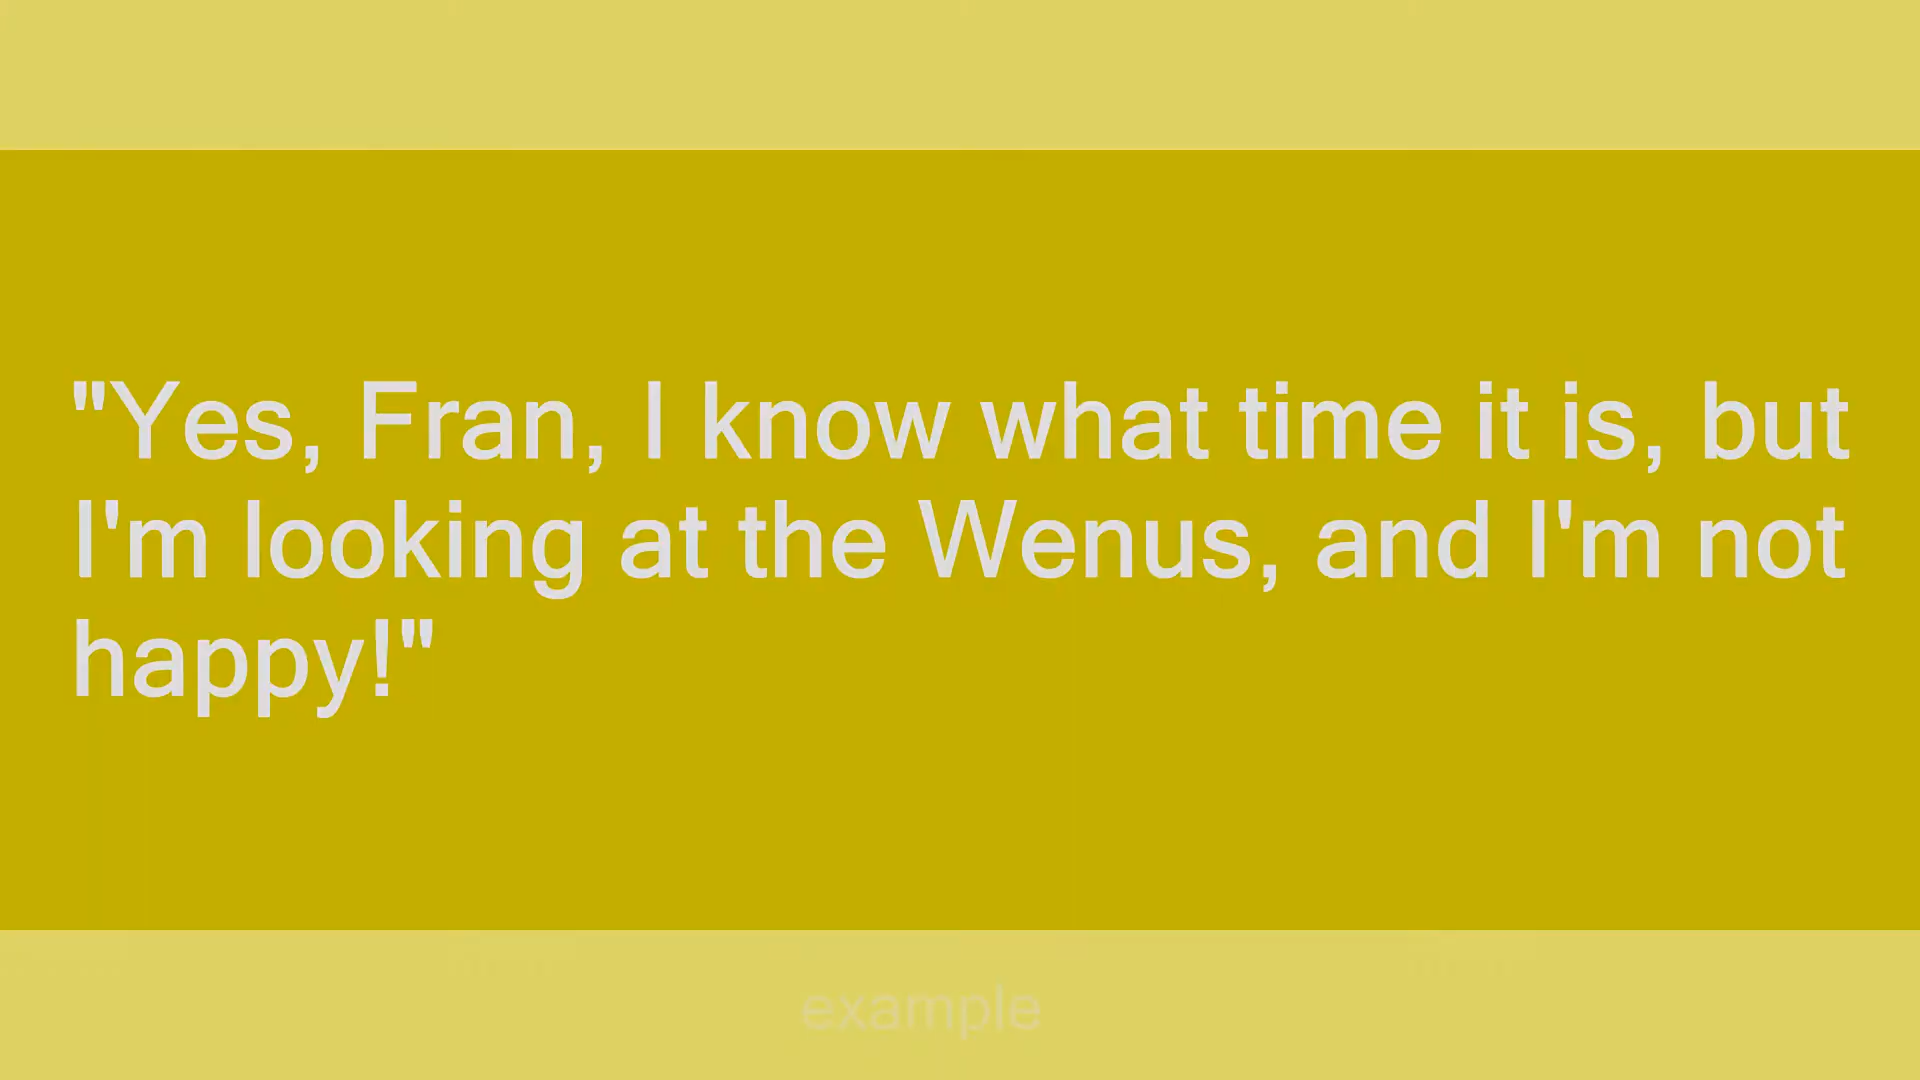 "Yes, Fran, I know what time it is, but
I'm looking at the Wenus, and I'm not
happy!"
example